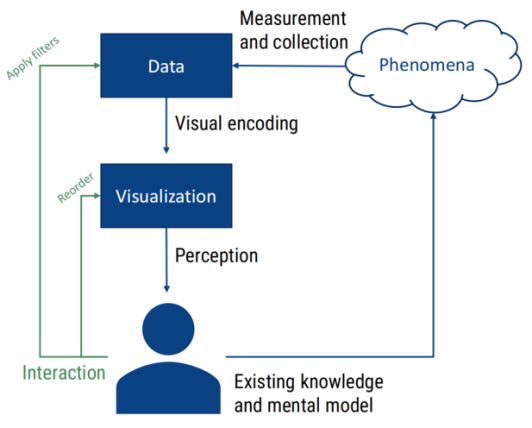 Measurement
and collection
Apply filters
Data
Phenomena
Visual encoding
Reorder
Visualization
Perception
Interaction
Existing knowledge
and mental model